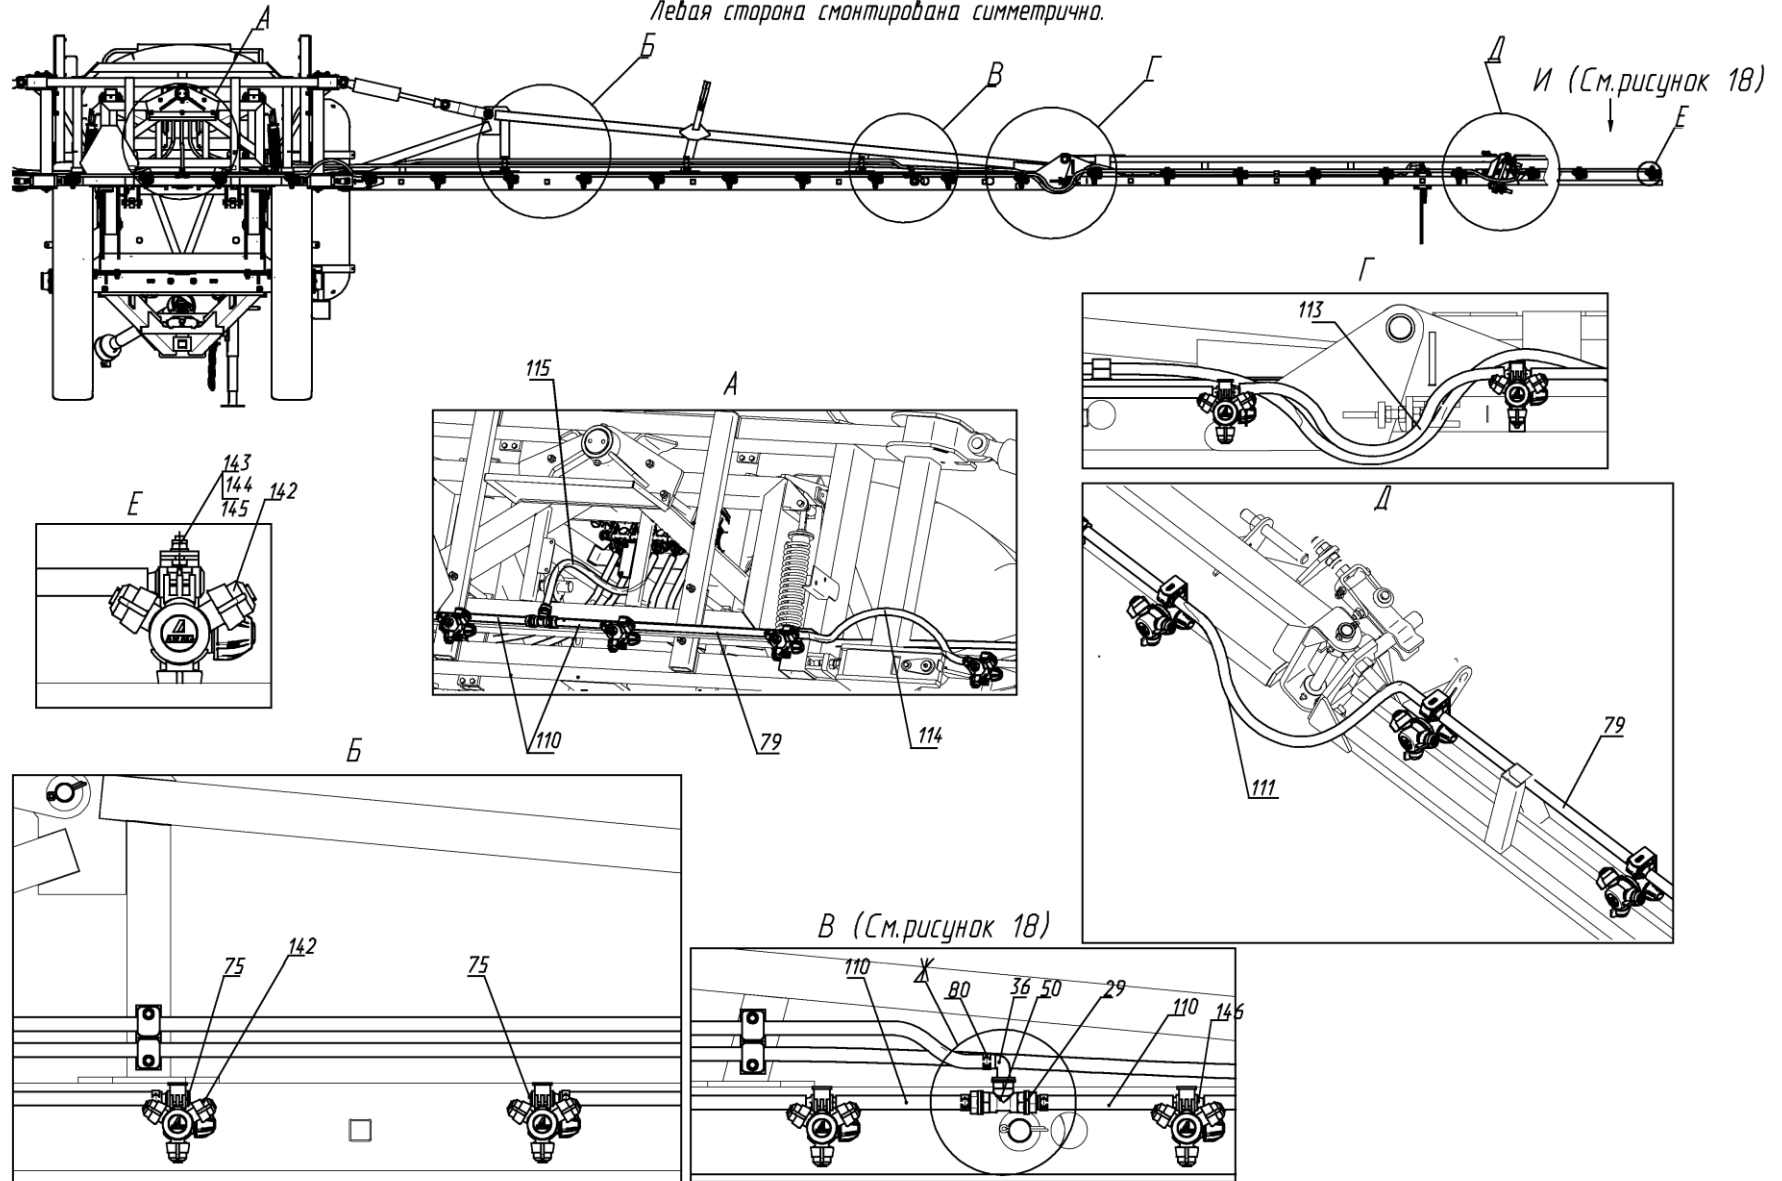 Левая сторона смонтирована симметрично.
А
Б
В
Г
Д
И (См.рисунок 18)
Е
Г
113
115
А
110
79
114
Е
143
144
145
142
Д
79
111
Б
75
142
75
В (См.рисунок 18)
110
Ж
80
36
50
29
110
146